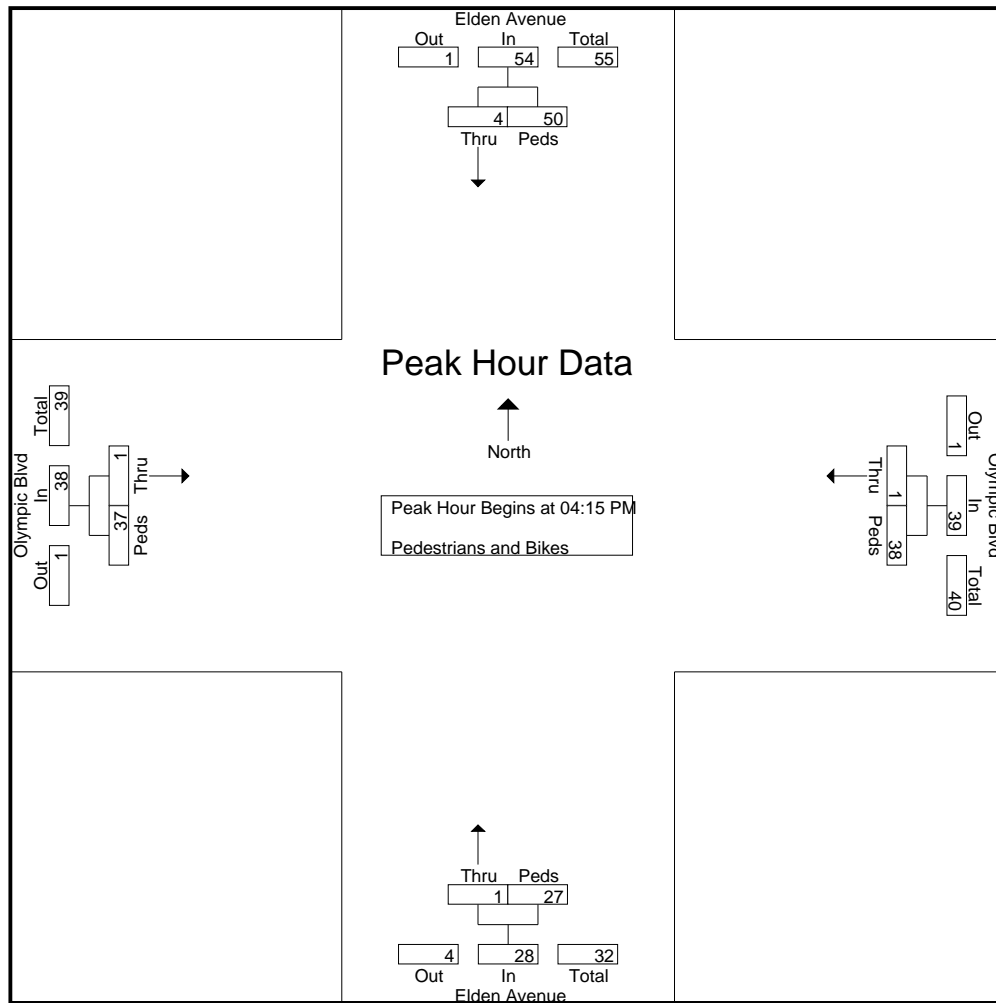 Elden Avenue
Out In Total
1 54 55
4 50
Thru Peds
Peak Hour Data
North
Peak Hour Begins at 04:15 PM
Pedestrians and Bikes
Olympic Blvd
Total In Out
39 38 1
1 37
Thru Peds
Olympic Blvd
Out In Total
1 39 40
1 38
Thru Peds
Thru Peds
1 27
4 28 32
Out In Total
Elden Avenue